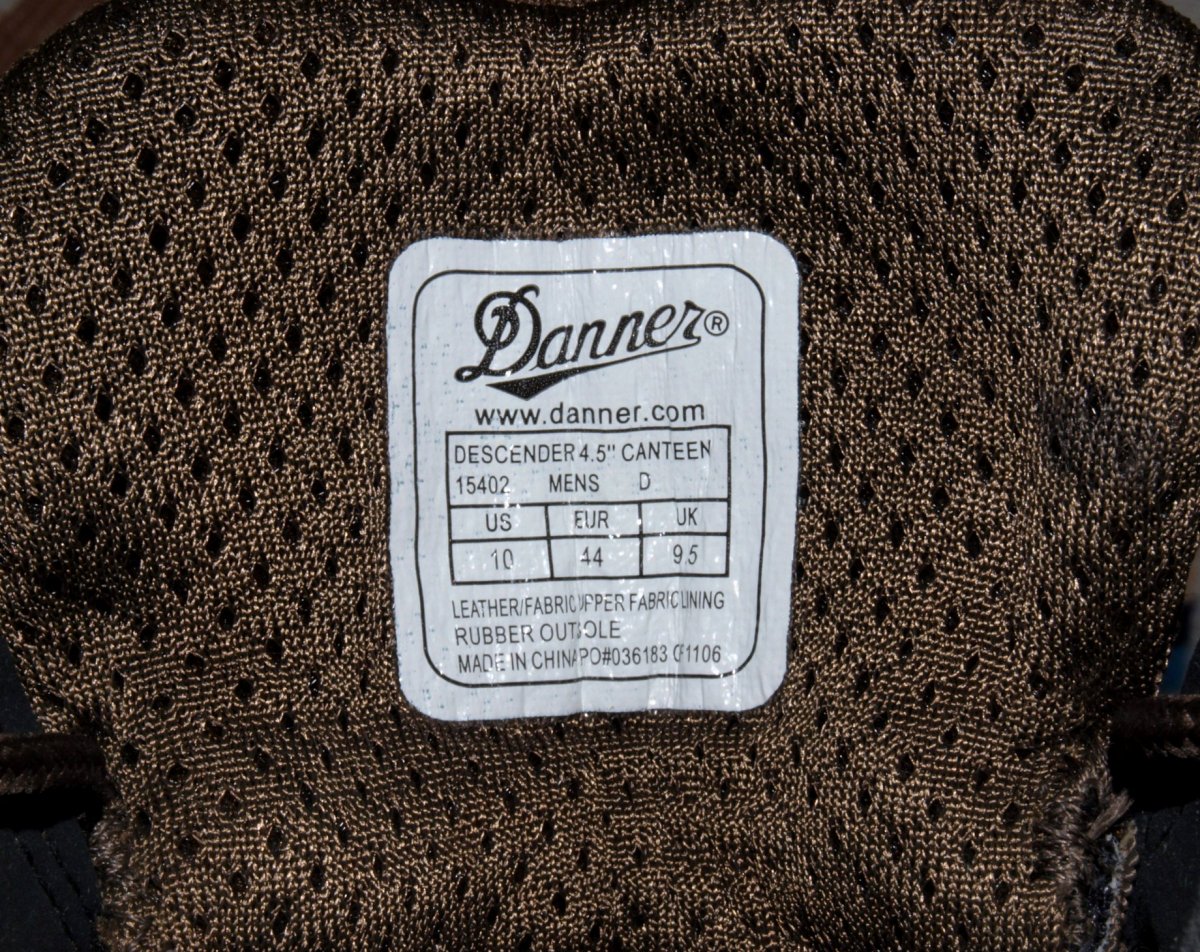 Danner®
www.danner.com
DESCENDER 4.5" CANTEEN
15402 MENS D
US EUR UK
10 44 9.5
LEATHER/FABRIC UPPER FABRIC LINING
RUBBER OUTSOLE
MADE IN CHINA PO#036183 CF1106